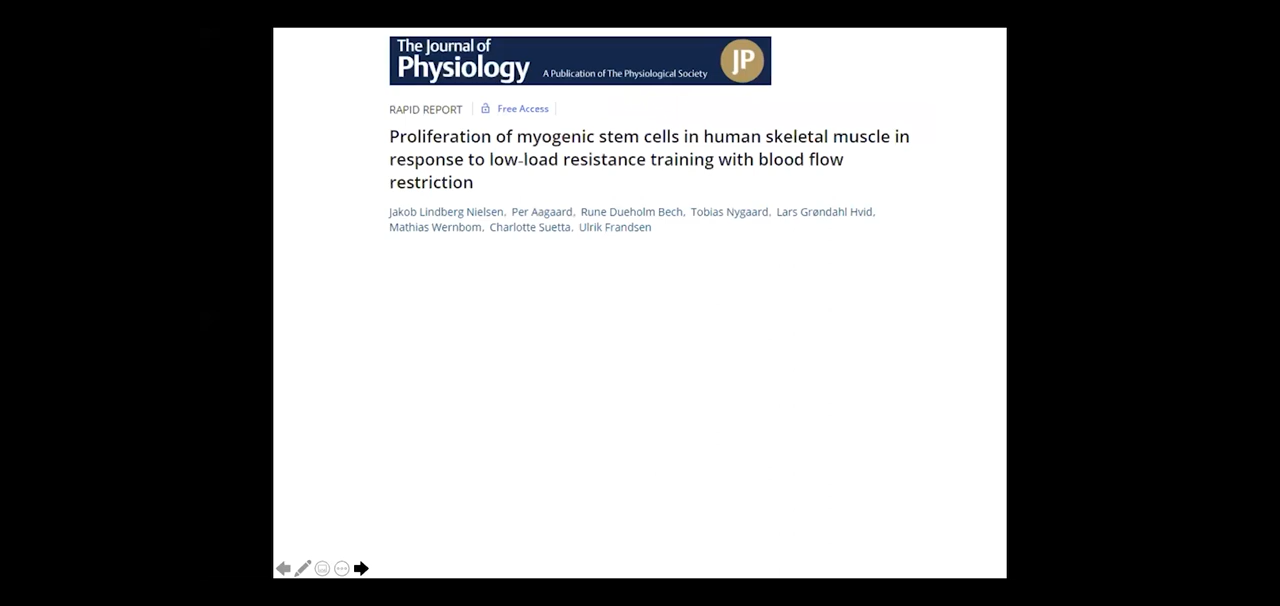 The Journal of
Physiology A Publication of The Physiological Society JP
RAPID REPORT Free Access
Proliferation of myogenic stem cells in human skeletal muscle in
response to low-load resistance training with blood flow
restriction
Jakob Lindberg Nielsen, Per Aagaard, Rune Dueholm Bech, Tobias Nygaard, Lars Grøndahl Hvid,
Mathias Wernbom, Charlotte Suetta, Ulrik Frandsen